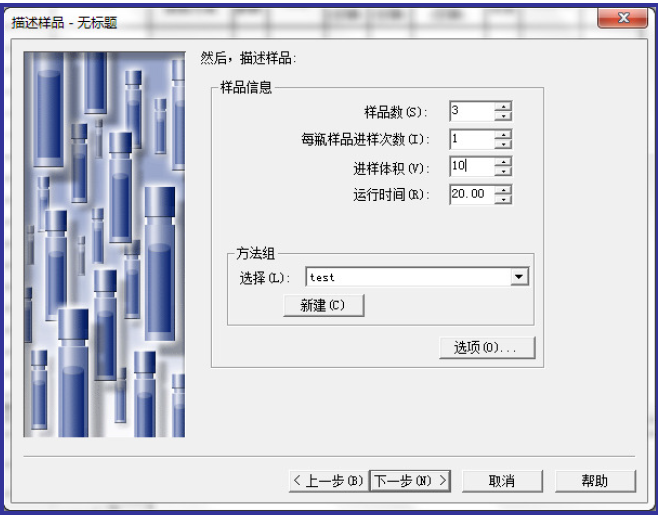 描述样品 - 无标题
然后，描述样品:
样品信息
样品数(S): 3
每瓶样品进样次数(I): 1
进样体积(V): 10
运行时间(R): 20.00
方法组
选择(L): test
新建(C)
选项(O)...
< 上一步(B) 下一步(N) > 取消 帮助